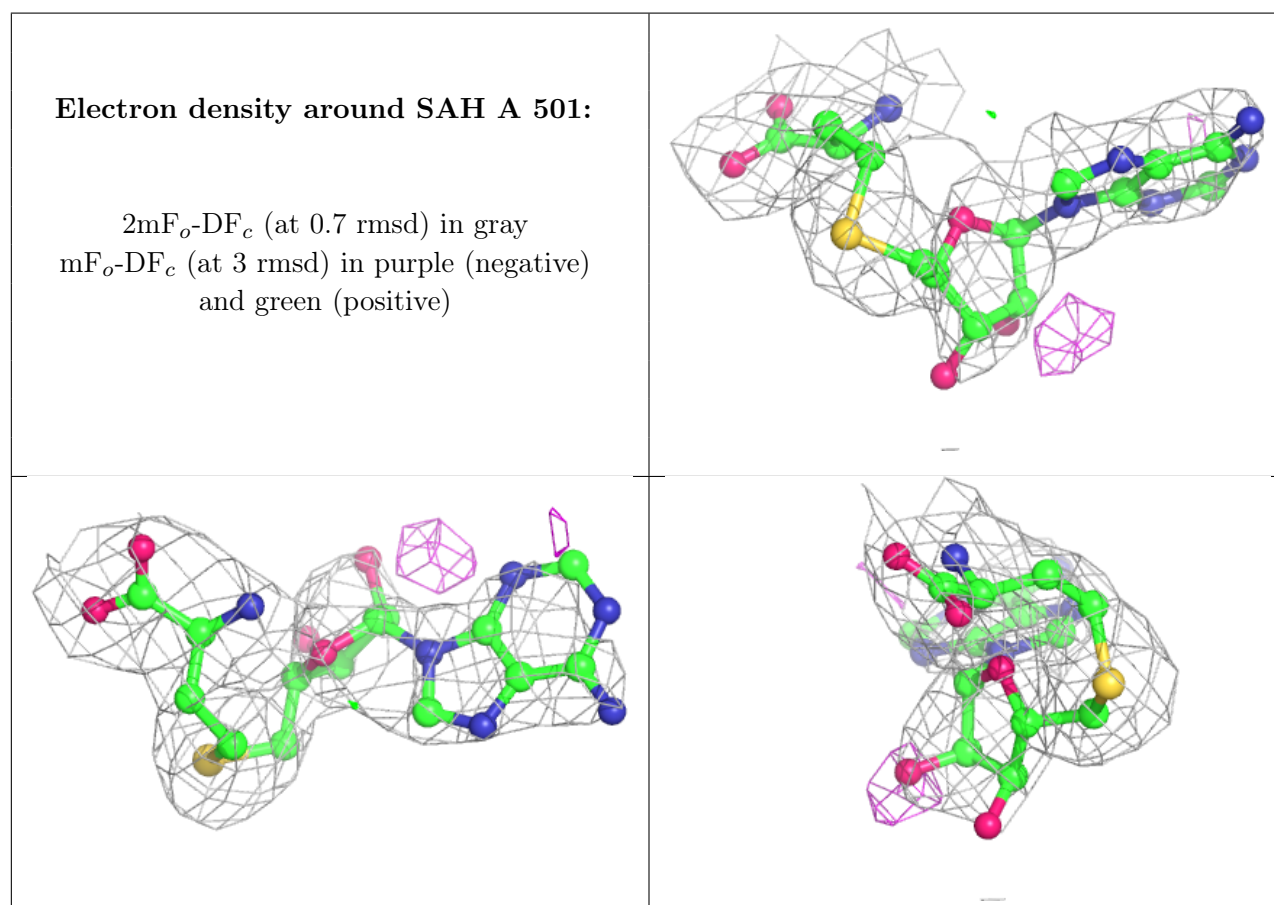 Electron density around SAH A 501:
2mFo-DFc (at 0.7 rmsd) in gray
mFo-DFc (at 3 rmsd) in purple (negative)
and green (positive)